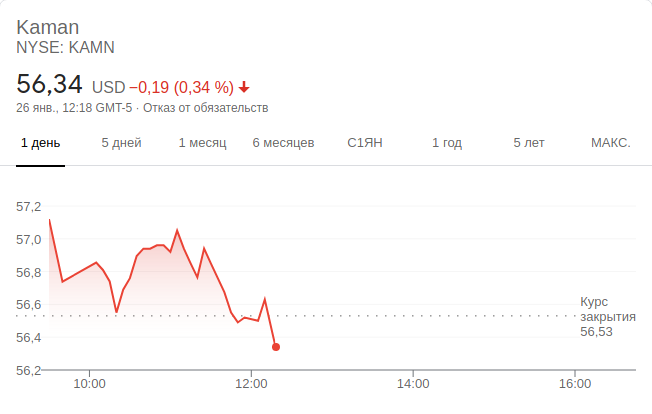 Kaman
NYSE: KAMN
56,34 USD −0,19 (0,34 %)
26 янв., 12:18 GMT-5 · Отказ от обязательств
1 день 5 дней 1 месяц 6 месяцев С1ЯН 1 год 5 лет МАКС.
57,2
57,0
56,8
56,6
56,4
56,2
Курс
закрытия
56,53
10:00 12:00 14:00 16:00